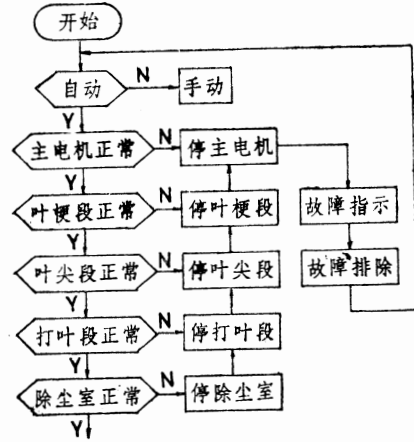 开始
自动
N
手动
Y
主电机正常
N
停主电机
Y
叶梗段正常
N
停叶梗段
故障指示
Y
叶尖段正常
N
停叶尖段
故障排除
Y
打叶段正常
N
停打叶段
Y
除尘室正常
N
停除尘室
Y